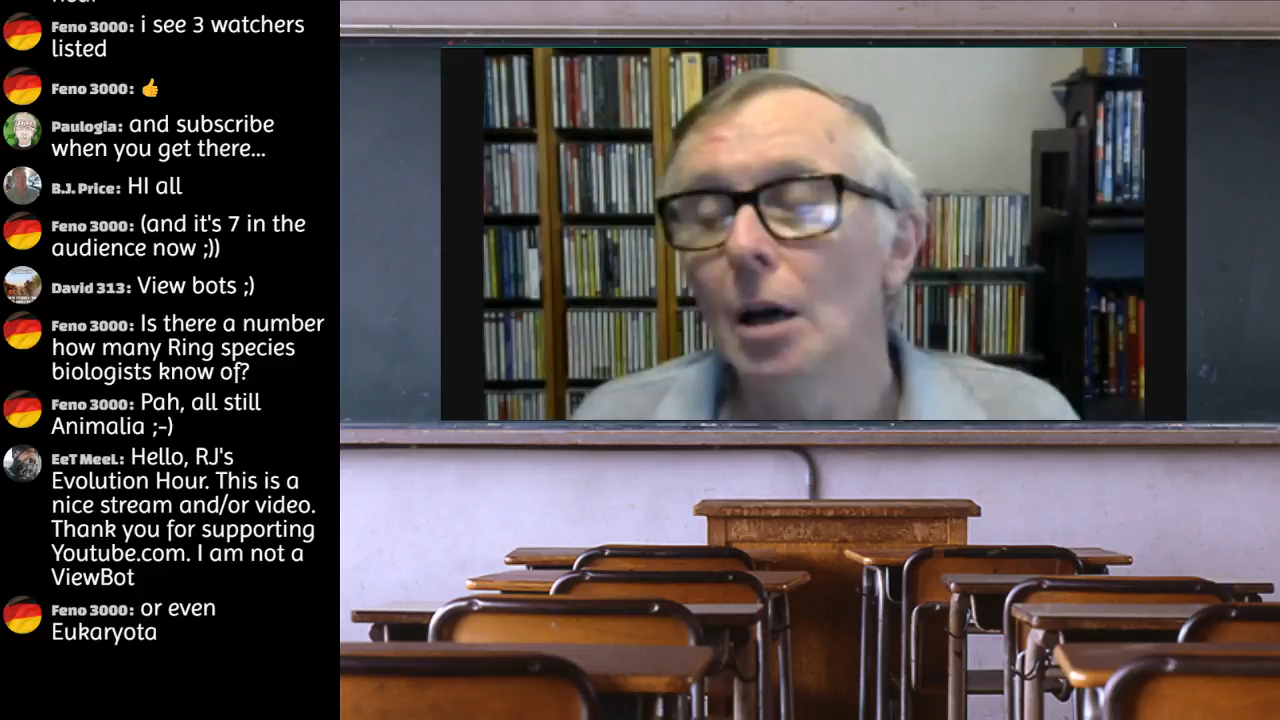 Feno 3000: i see 3 watchers
listed
Feno 3000: 👍
Paulogia: and subscribe
when you get there...
B.J. Price: HI all
Feno 3000: (and it's 7 in the
audience now ;))
David 313: View bots ;)
Feno 3000: Is there a number
how many Ring species
biologists know of?
Feno 3000: Pah, all still
Animalia ;-)
EeT MeeL: Hello, RJ's
Evolution Hour. This is a
nice stream and/or video.
Thank you for supporting
Youtube.com. I am not a
ViewBot
Feno 3000: or even
Eukaryota